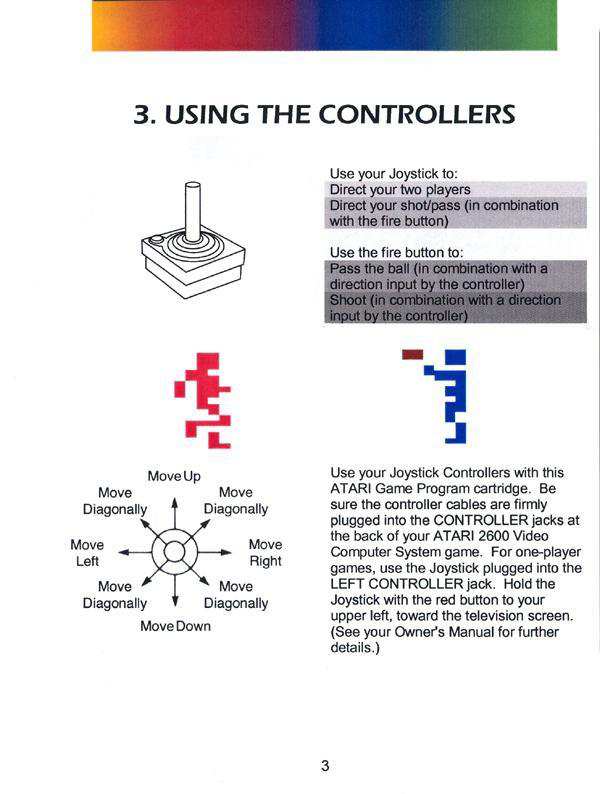 3. USING THE CONTROLLERS
Use your Joystick to:
Direct your two players
Direct your shot/pass (in combination
with the fire button)
Use the fire button to:
Pass the ball (in combination with a
direction input by the controller)
Shoot (in combination with a direction
input by the controller)
Move Up
Move
Diagonally
Move
Diagonally
Move
Left
Move
Right
Move
Diagonally
Move
Diagonally
Move Down
Use your Joystick Controllers with this
ATARI Game Program cartridge. Be
sure the controller cables are firmly
plugged into the CONTROLLER jacks at
the back of your ATARI 2600 Video
Computer System game. For one-player
games, use the Joystick plugged into the
LEFT CONTROLLER jack. Hold the
Joystick with the red button to your
upper left, toward the television screen.
(See your Owner's Manual for further
details.)
3